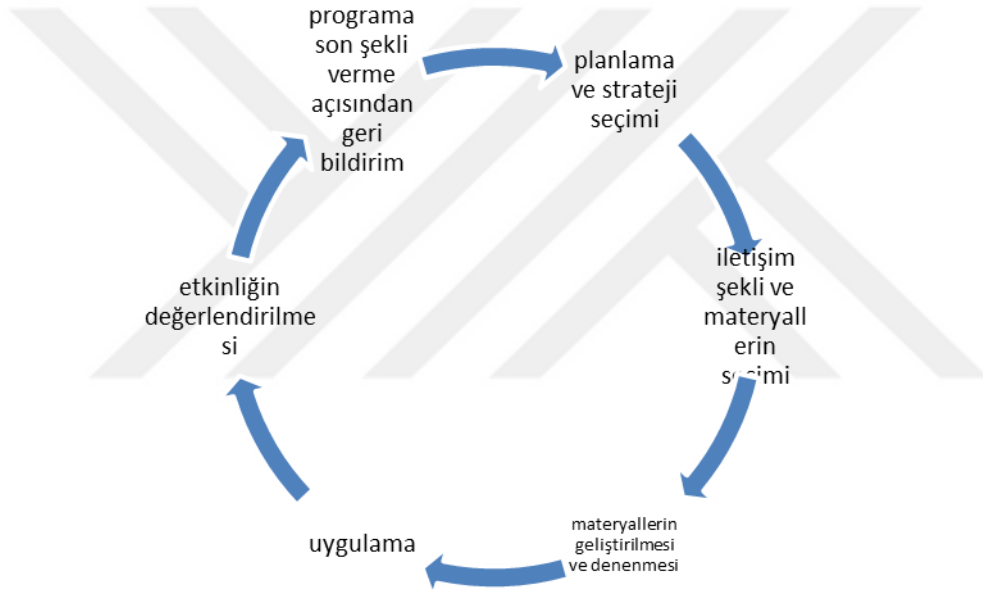 programa
son şekli
verme
açısından
geri
bildirim
planlama
ve strateji
seçimi
iletişim
şekli ve
materyall
erin
seçimi
materyallerin
geliştirilmesi
ve denenmesi
uygulama
etkinliğin
değerlendirilme
si